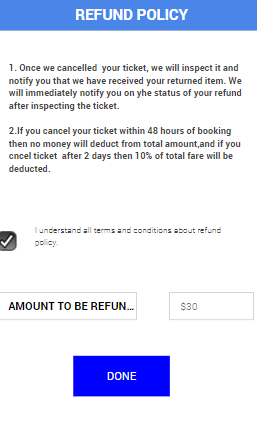 REFUND POLICY
1. Once we cancelled your ticket, we will inspect it and
notify you that we have received your returned item. We
will immediately notify you on yhe status of your refund
after inspecting the ticket.
2.If you cancel your ticket within 48 hours of booking
then no money will deduct from total amount,and if you
cncel ticket after 2 days then 10% of total fare will be
deducted.
I understand all terms and conditions about refund
policy.
AMOUNT TO BE REFUN...
$30
DONE